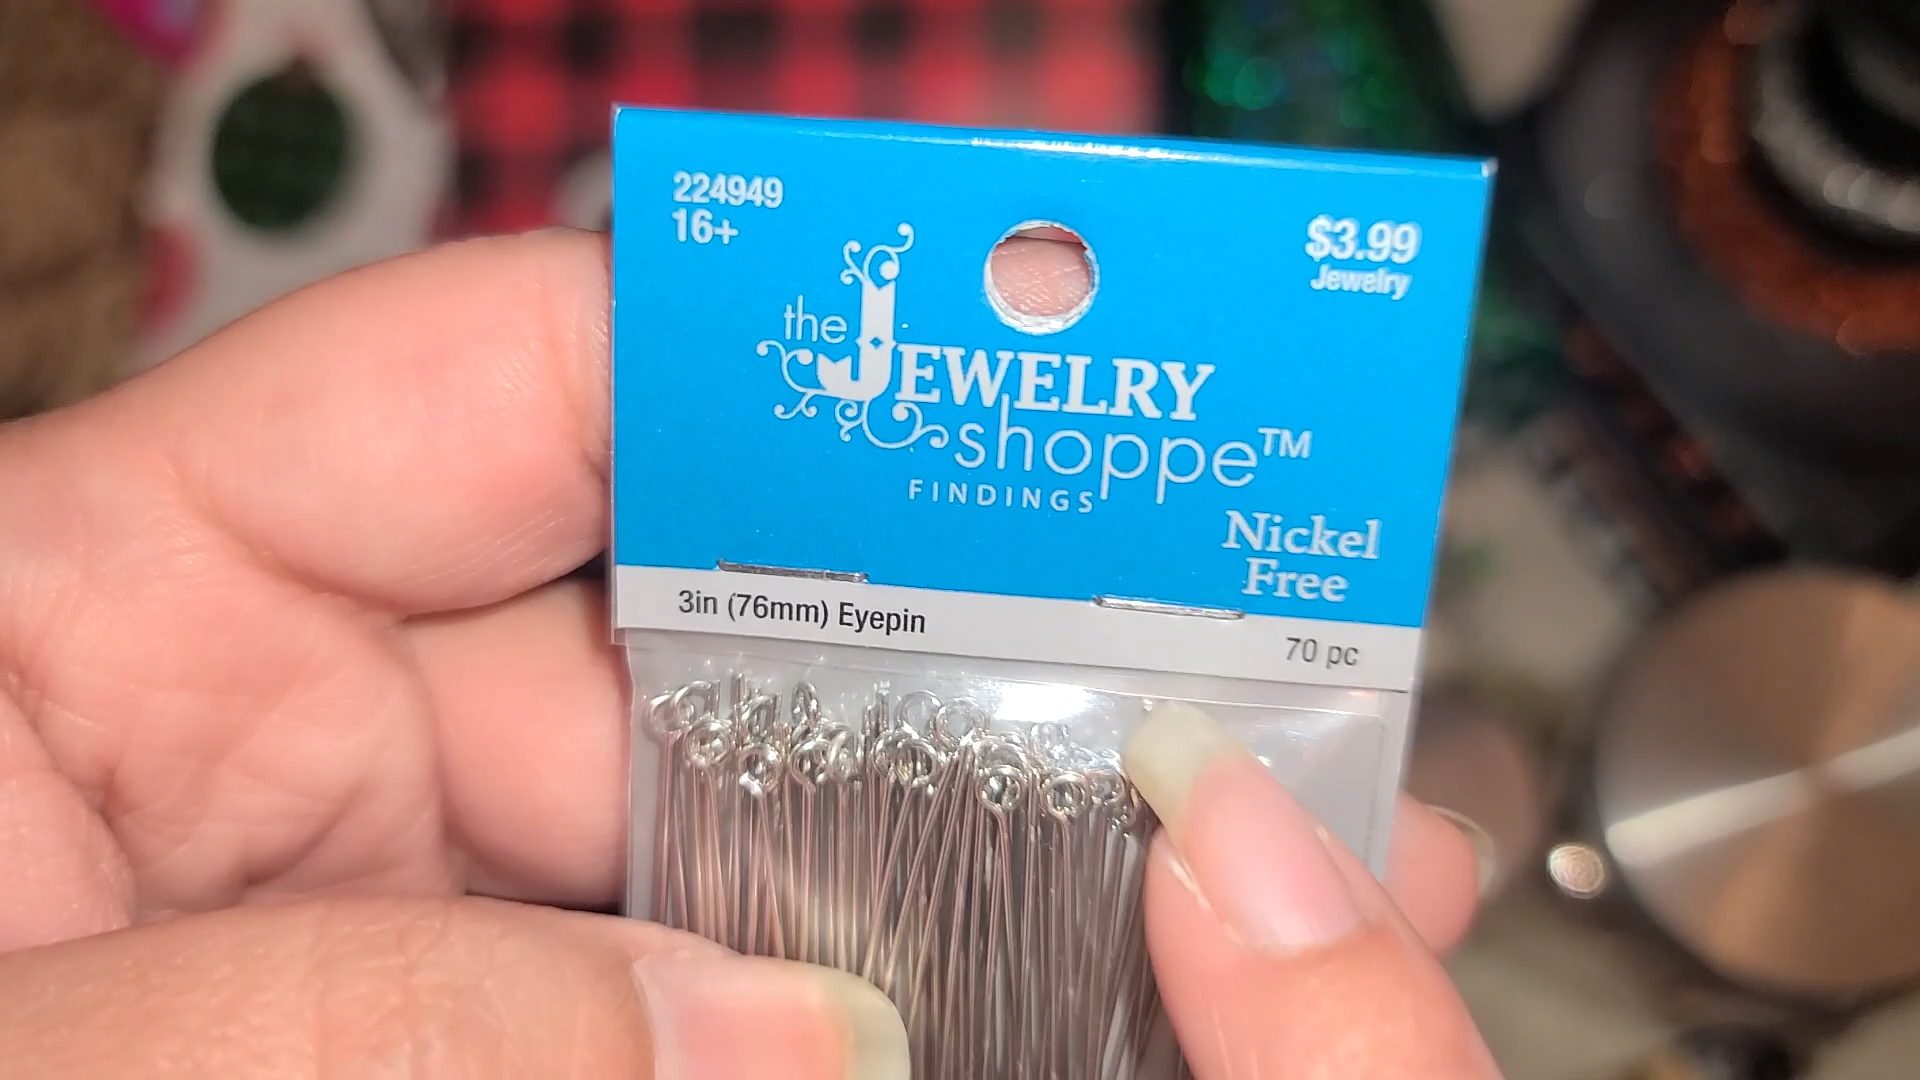 224949
16+
$3.99
Jewelry
the
JEWELRY
shoppe™
FINDINGS
Nickel
Free
3in (76mm) Eyepin
70 pc